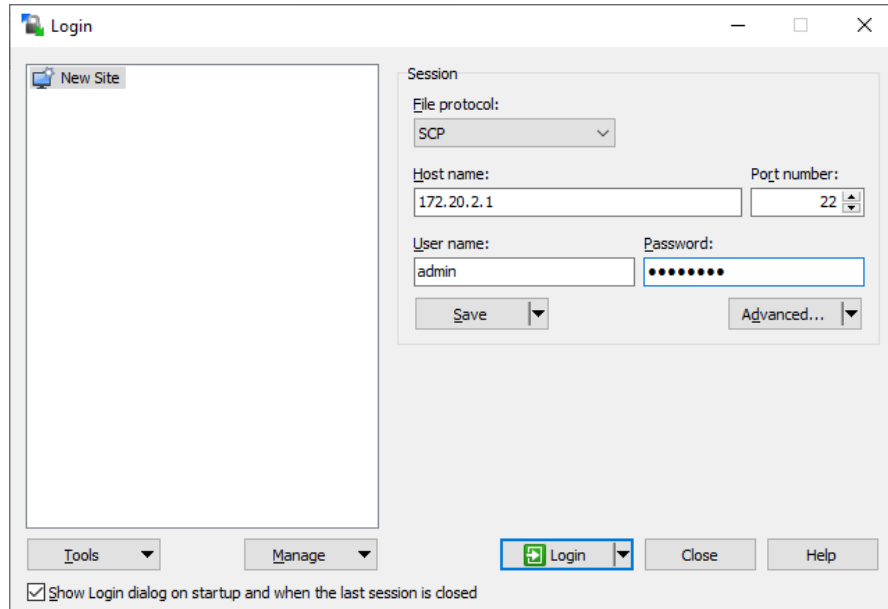 Login
New Site
Session
File protocol:
SCP
Host name: Port number:
172.20.2.1 22
User name: Password:
admin ••••••••
Save Advanced...
Tools Manage Login Close Help
Show Login dialog on startup and when the last session is closed